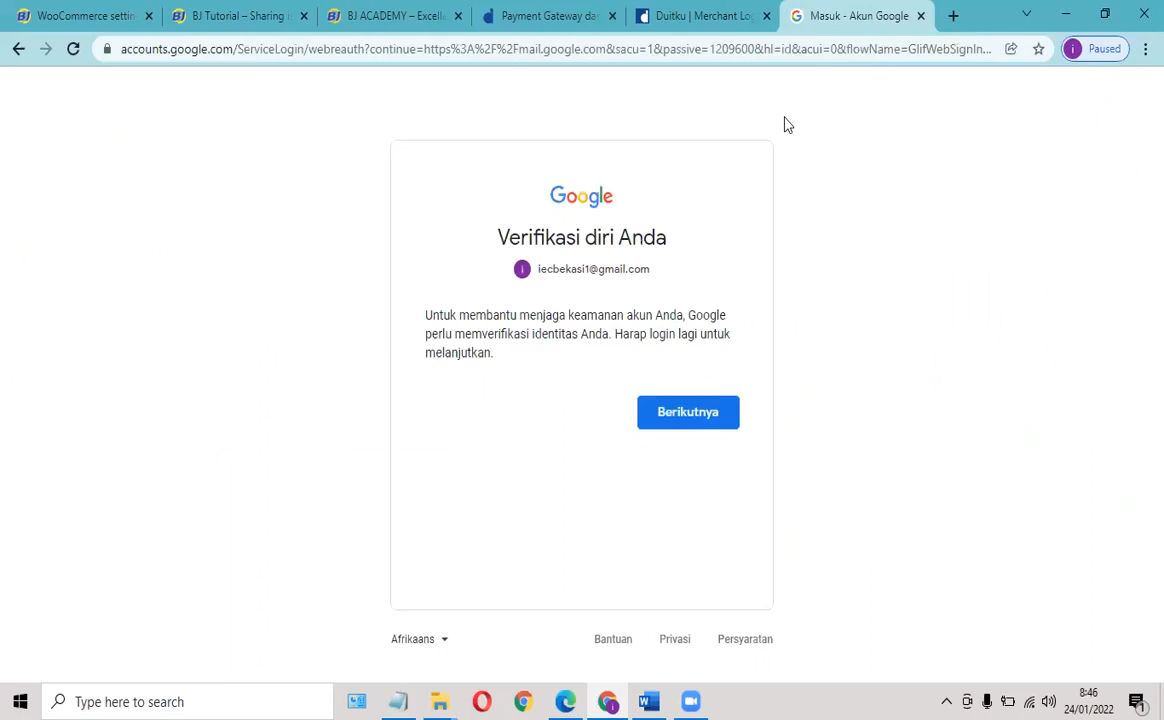 WooCommerce settin
BJ Tutorial – Sharing i
BJ ACADEMY – Excelle
Payment Gateway da
Duitku | Merchant Lo
Masuk - Akun Google
accounts.google.com/ServiceLogin/webreauth?continue=https%3A%2F%2Fmail.google.com&sacu=1&passive=1209600&hl=id&acui=0&flowName=GlifWebSignIn...
i Paused
Google
Verifikasi diri Anda
i iecbekasi1@gmail.com
Untuk membantu menjaga keamanan akun Anda, Google
perlu memverifikasi identitas Anda. Harap login lagi untuk
melanjutkan.
Berikutnya
Afrikaans
Bantuan
Privasi
Persyaratan
Type here to search
8:46
24/01/2022
1